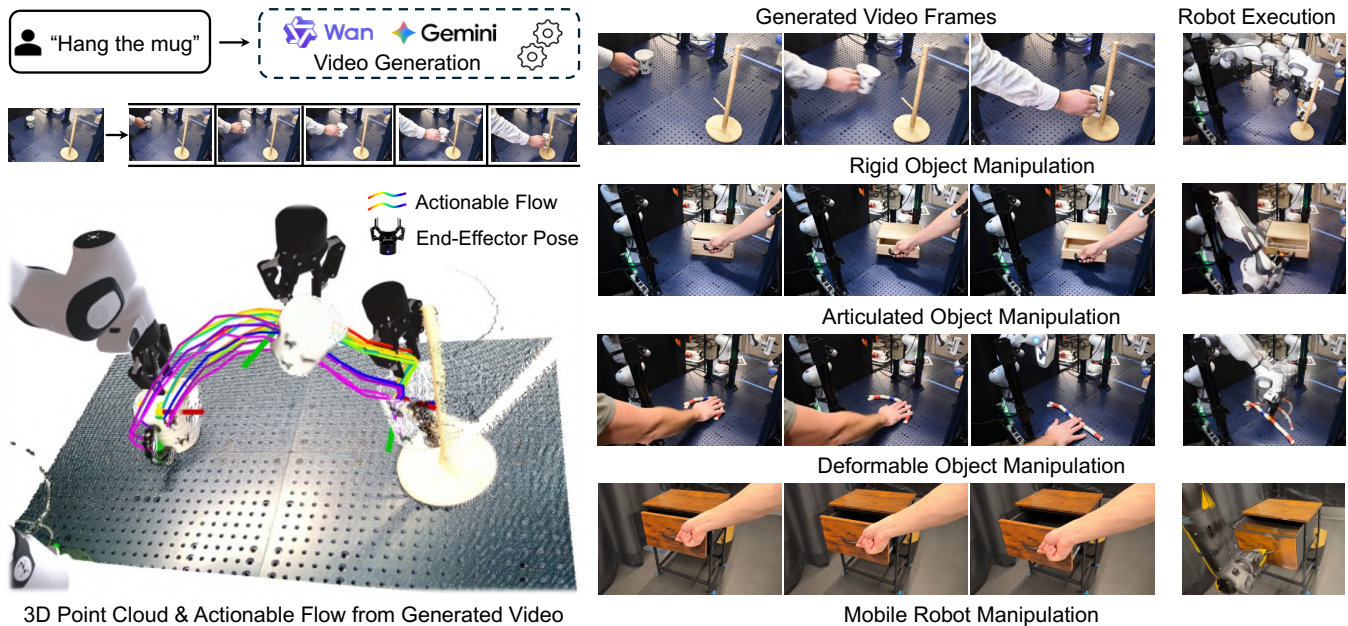 "Hang the mug"
Wan Gemini
Video Generation
Actionable Flow
End-Effector Pose
3D Point Cloud & Actionable Flow from Generated Video
Generated Video Frames
Robot Execution
Rigid Object Manipulation
Articulated Object Manipulation
Deformable Object Manipulation
Mobile Robot Manipulation